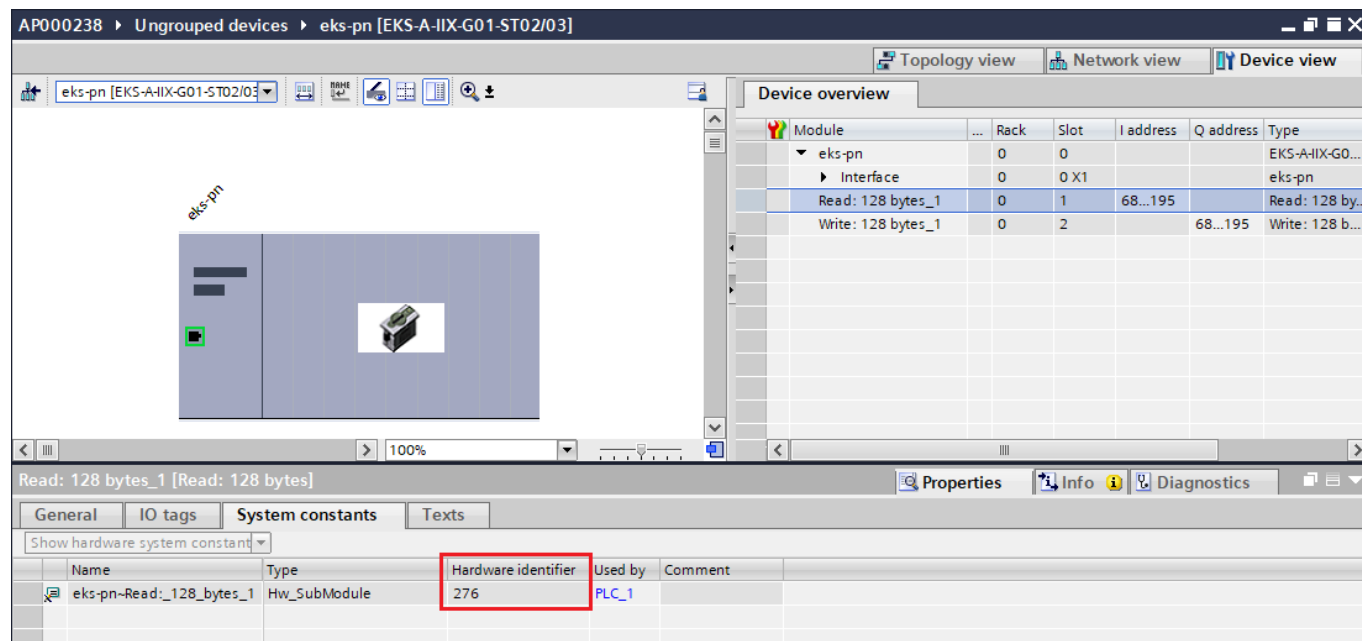 AP000238 ▸ Ungrouped devices ▸ eks-pn [EKS-A-IIX-G01-ST02/03]
Topology view Network view Device view
eks-pn [EKS-A-IIX-G01-ST02/03 NAME Device overview
Module ... Rack Slot I address Q address Type
eks-pn 0 0 EKS-A-IIX-G0...
Interface 0 0 X1 eks-pn
Read: 128 bytes_1 0 1 68...195 Read: 128 by...
Write: 128 bytes_1 0 2 68...195 Write: 128 b...
eks-pn
100%
Read: 128 bytes_1 [Read: 128 bytes] Properties Info Diagnostics
General IO tags System constants Texts
Show hardware system constant
Name Type Hardware identifier Used by Comment
eks-pn~Read:_128_bytes_1 Hw_SubModule 276 PLC_1